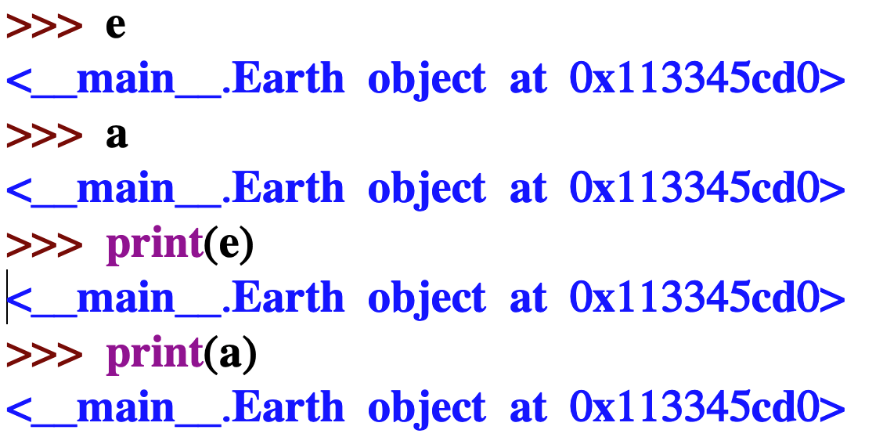 >>> e
<__main__.Earth object at 0x113345cd0>
>>> a
<__main__.Earth object at 0x113345cd0>
>>> print(e)
<__main__.Earth object at 0x113345cd0>
>>> print(a)
<__main__.Earth object at 0x113345cd0>